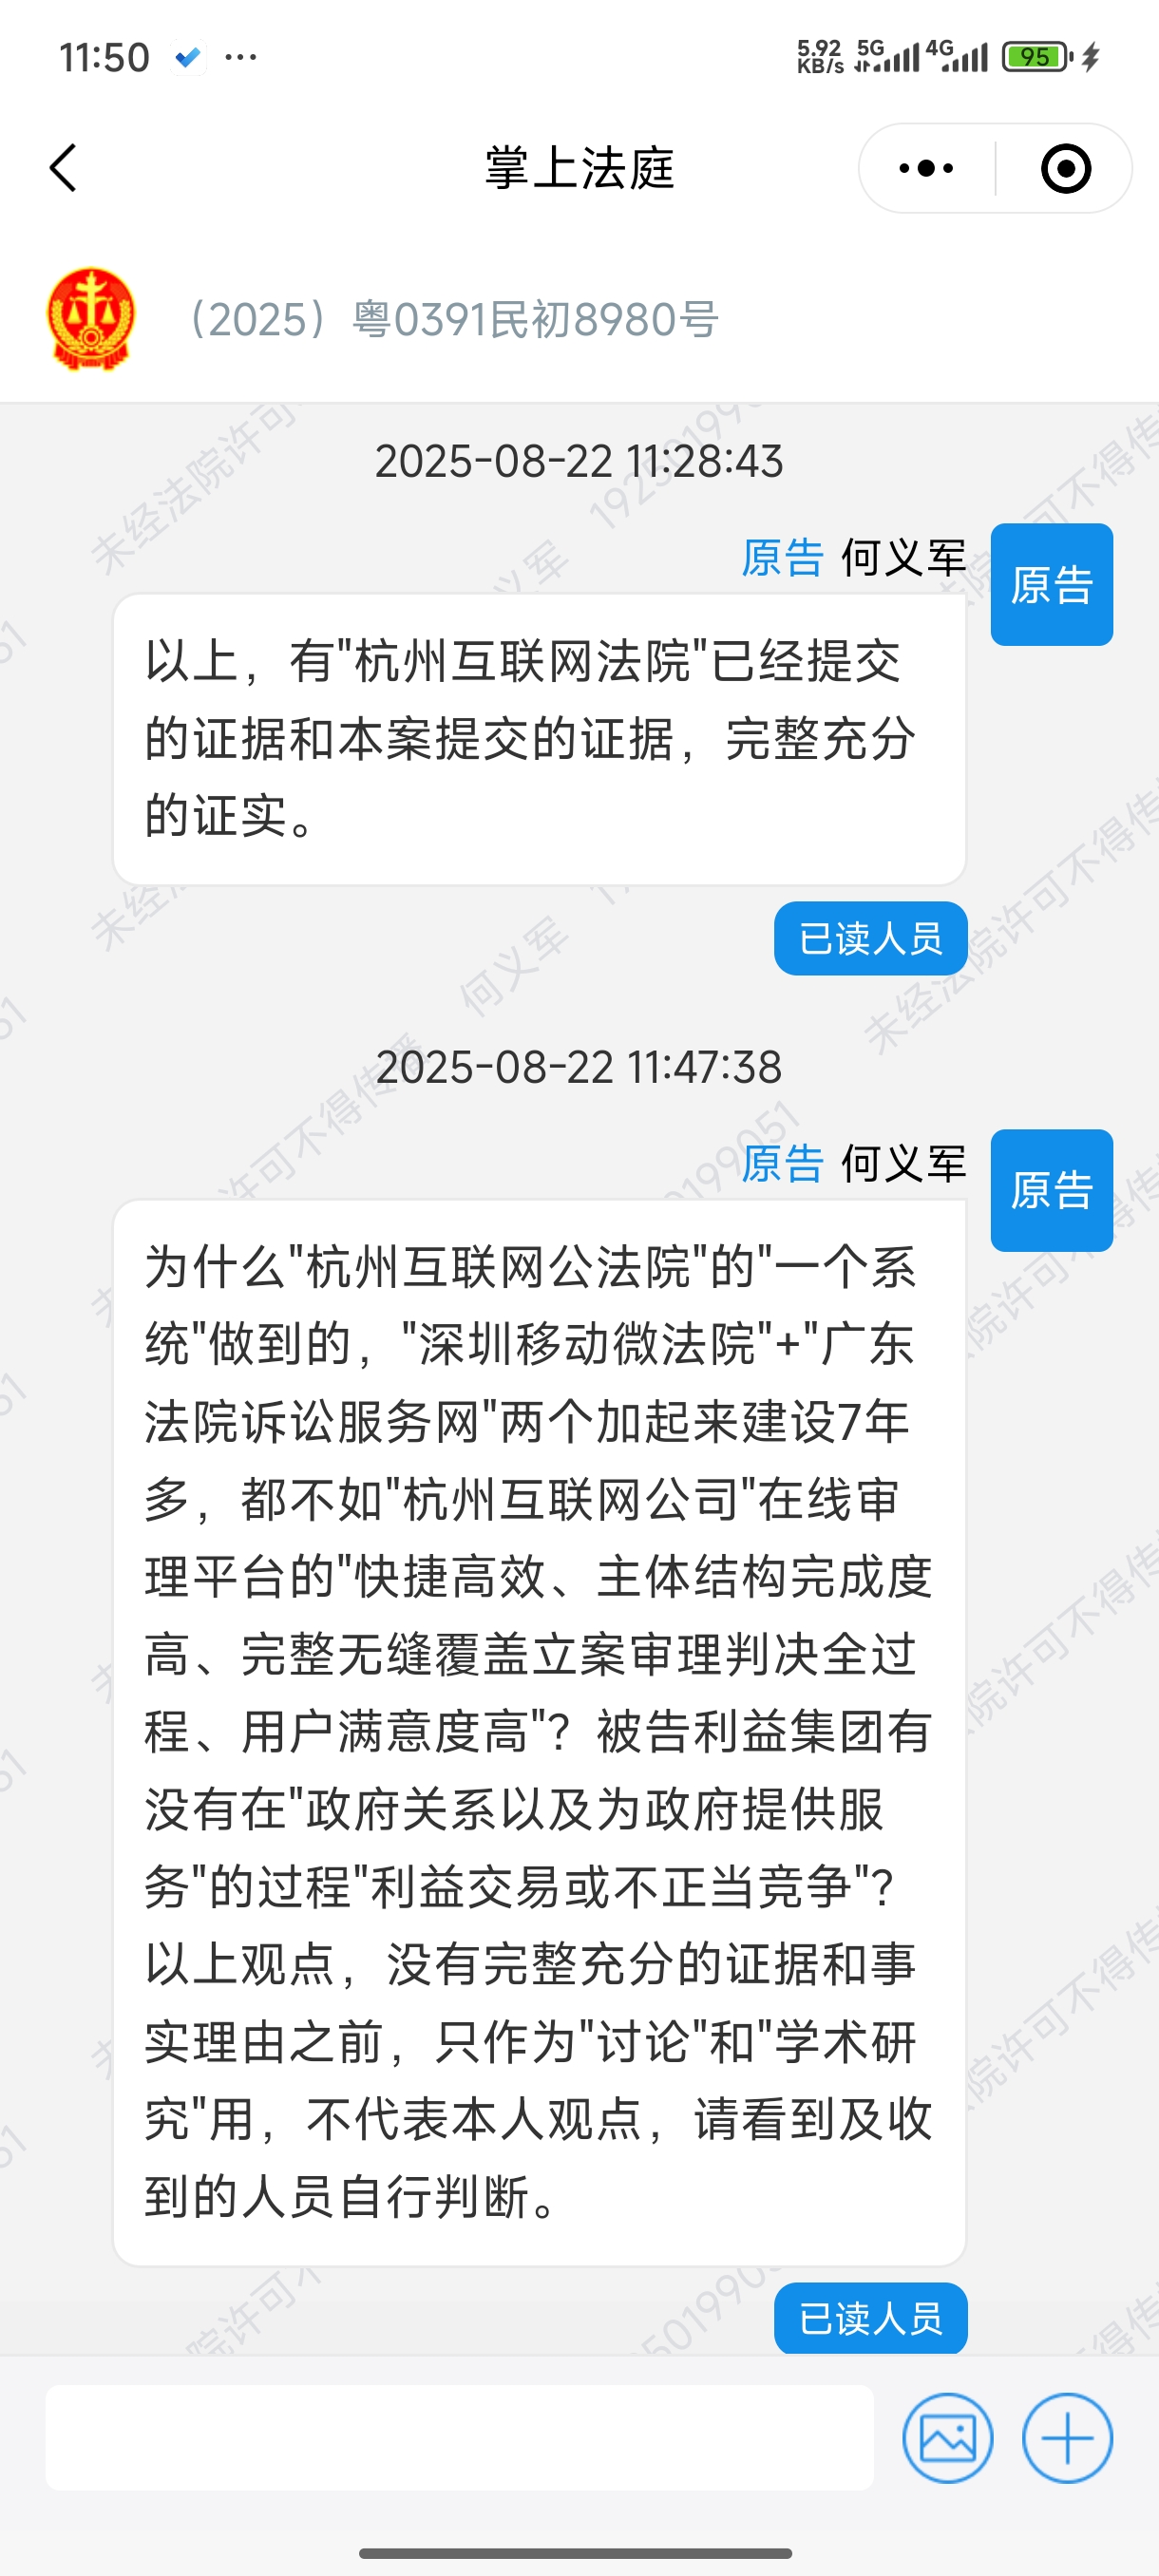 11:50 ... 5.92 KB/s 5G 4G 95
掌上法庭
（2025）粤0391民初8980号
2025-08-22 11:28:43
原告 何义军
原告
以上，有"杭州互联网法院"已经提交
的证据和本案提交的证据，完整充分
的证实。
已读人员
2025-08-22 11:47:38
原告 何义军
原告
为什么"杭州互联网公法院"的"一个系
统"做到的，"深圳移动微法院"+"广东
法院诉讼服务网"两个加起来建设7年
多，都不如"杭州互联网公司"在线审
理平台的"快捷高效、主体结构完成度
高、完整无缝覆盖立案审理判决全过
程、用户满意度高"？被告利益集团有
没有在"政府关系以及为政府提供服
务"的过程"利益交易或不正当竞争"？
以上观点，没有完整充分的证据和事
实理由之前，只作为"讨论"和"学术研
究"用，不代表本人观点，请看到及收
到的人员自行判断。
已读人员